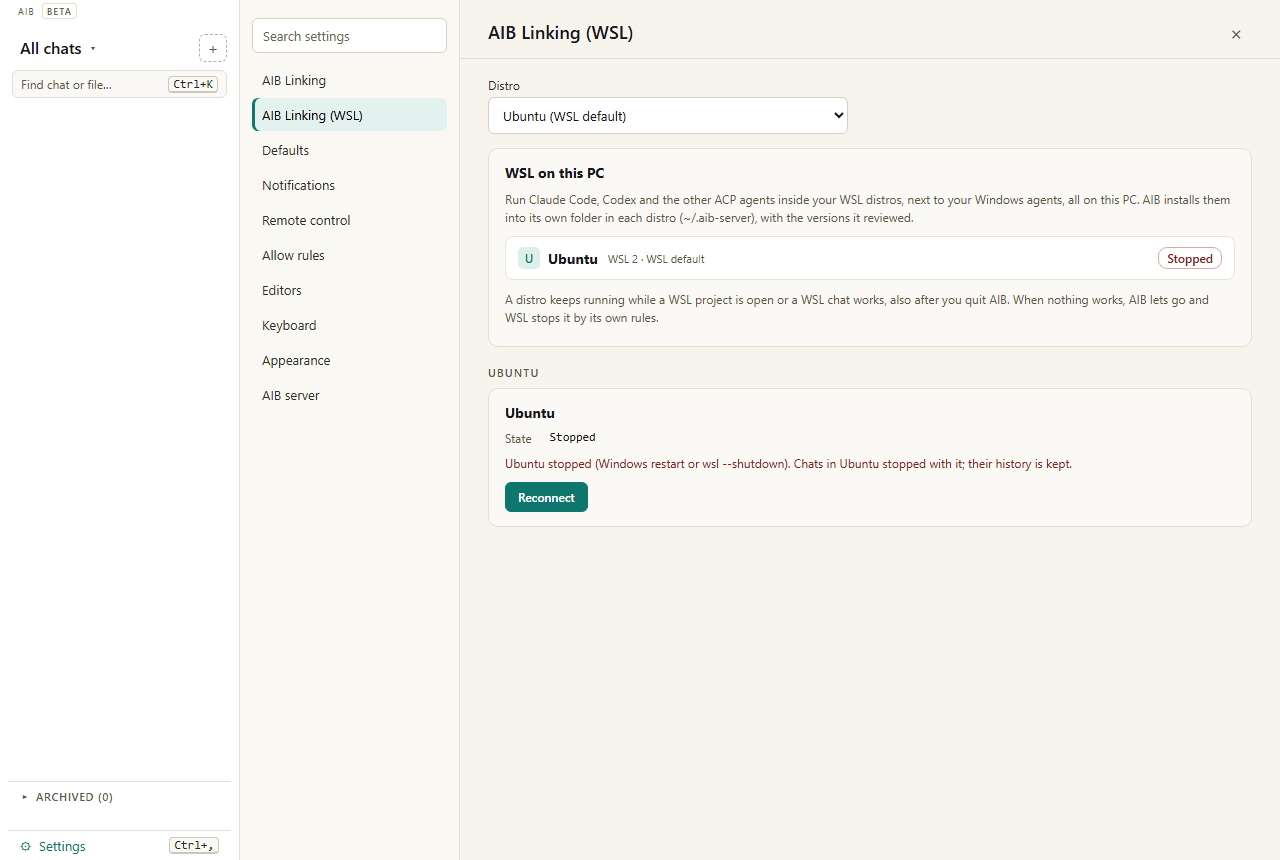 AIB BETA
All chats
+
Find chat or file... Ctrl+K
ARCHIVED (0)
Settings Ctrl+,
Search settings
AIB Linking
AIB Linking (WSL)
Defaults
Notifications
Remote control
Allow rules
Editors
Keyboard
Appearance
AIB server
AIB Linking (WSL)
Distro
Ubuntu (WSL default)
WSL on this PC
Run Claude Code, Codex and the other ACP agents inside your WSL distros, next to your Windows agents, all on this PC. AIB installs them
into its own folder in each distro (~/.aib-server), with the versions it reviewed.
U Ubuntu WSL 2 · WSL default Stopped
A distro keeps running while a WSL project is open or a WSL chat works, also after you quit AIB. When nothing works, AIB lets go and
WSL stops it by its own rules.
UBUNTU
Ubuntu
State Stopped
Ubuntu stopped (Windows restart or wsl --shutdown). Chats in Ubuntu stopped with it; their history is kept.
Reconnect